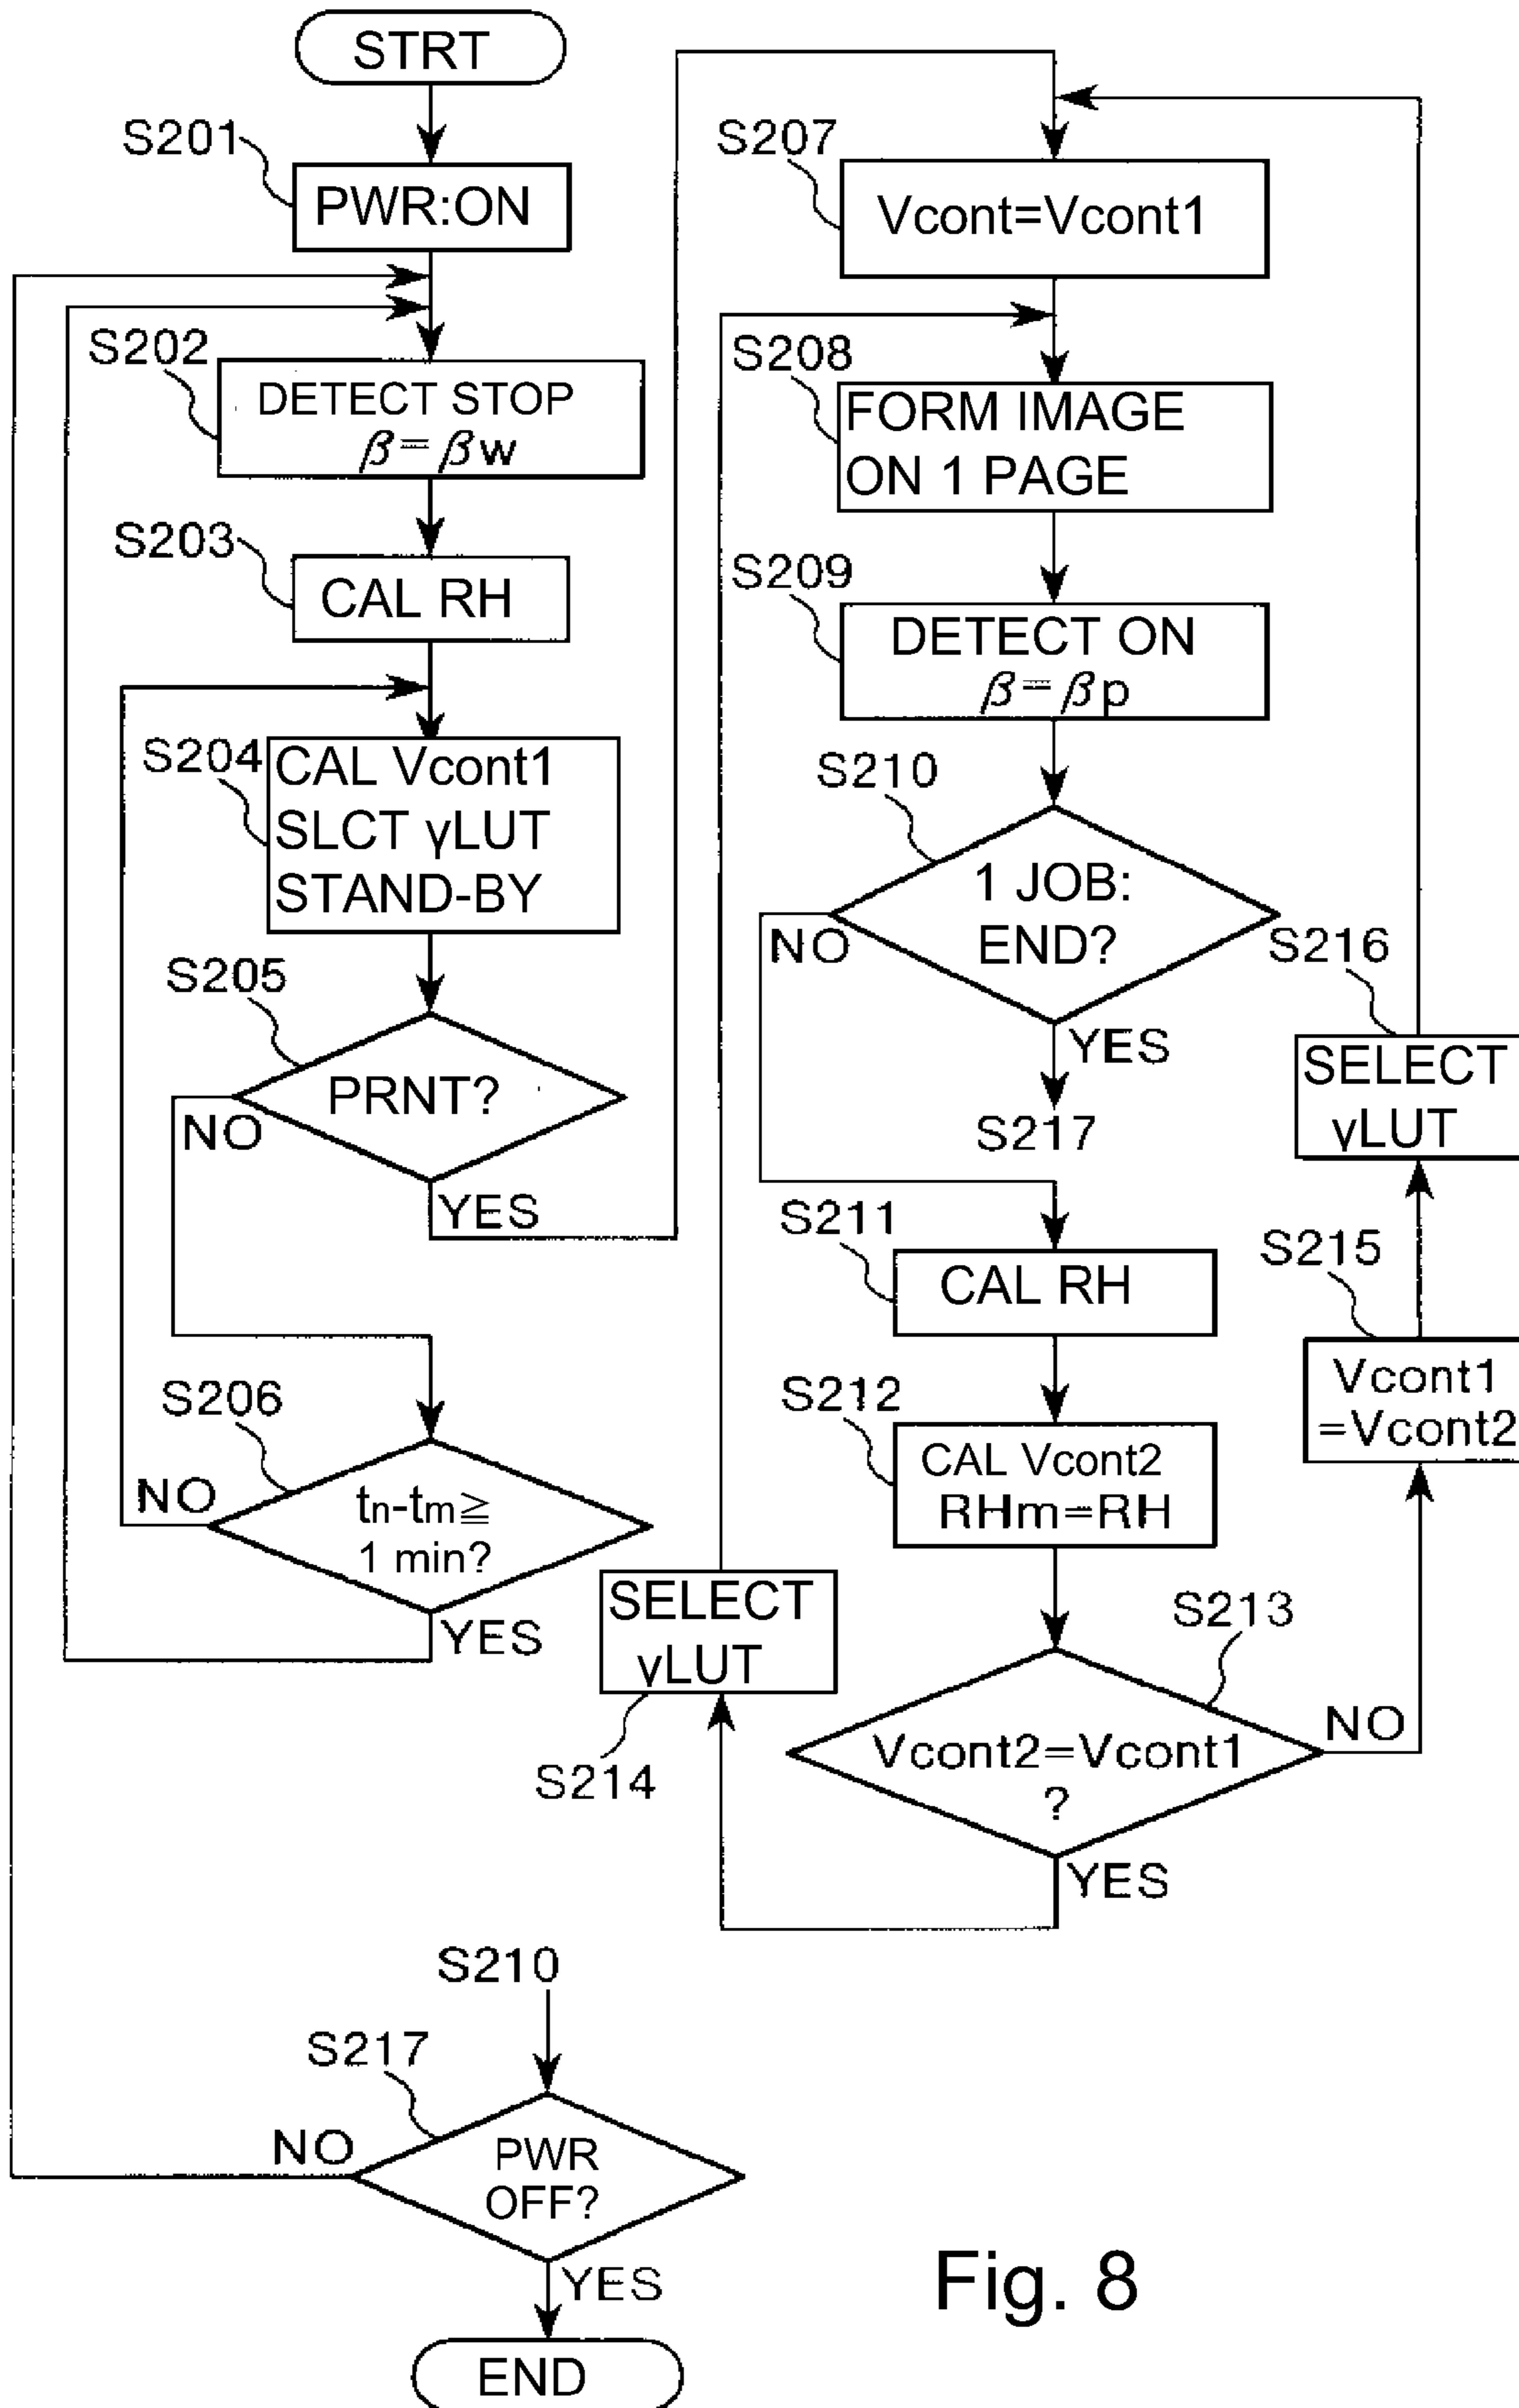 STRT
S201
PWR:ON
S202
DETECT STOP
β=βw
S203
CAL RH
S204
CAL Vcont1
SLCT γLUT
STAND-BY
S205
PRNT?
NO
YES
S206
tn-tm≧
1 min?
NO
YES
S207
Vcont=Vcont1
S208
FORM IMAGE
ON 1 PAGE
S209
DETECT ON
β=βp
S210
1 JOB:
END?
NO
YES
S217
S211
CAL RH
S212
CAL Vcont2
RHm=RH
S213
Vcont2=Vcont1
?
NO
YES
S214
SELECT
γLUT
S215
Vcont1
=Vcont2
S216
SELECT
γLUT
S210
S217
PWR
OFF?
NO
YES
END
Fig. 8